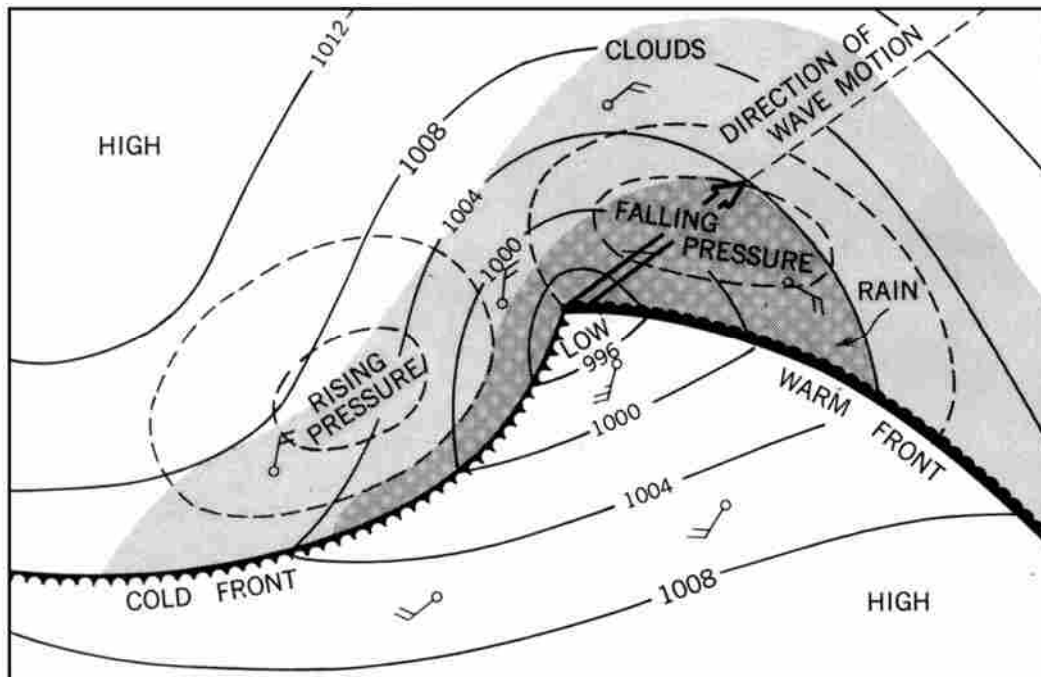 1012
CLOUDS
DIRECTION OF
WAVE MOTION
HIGH
1008
1004
1000
FALLING
PRESSURE
RAIN
LOW
996
RISING
PRESSURE
WARM
FRONT
1000
1004
COLD FRONT
1008
HIGH